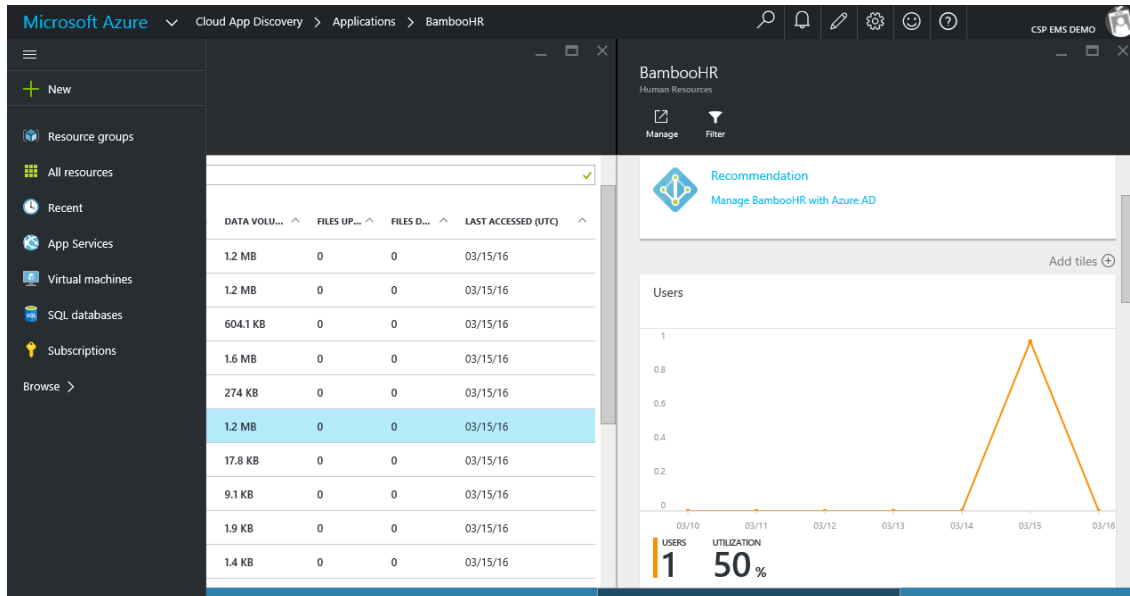 Microsoft Azure Cloud App Discovery > Applications > BambooHR
CSP EMS DEMO
New
Resource groups
All resources
Recent
App Services
Virtual machines
SQL databases
Subscriptions
Browse >
DATA VOLU... FILES UP... FILES D... LAST ACCESSED (UTC)
1.2 MB 0 0 03/15/16
1.2 MB 0 0 03/15/16
604.1 KB 0 0 03/15/16
1.6 MB 0 0 03/15/16
274 KB 0 0 03/15/16
1.2 MB 0 0 03/15/16
17.8 KB 0 0 03/15/16
9.1 KB 0 0 03/15/16
1.9 KB 0 0 03/15/16
1.4 KB 0 0 03/15/16
BambooHR
Human Resources
Manage Filter
Recommendation
Manage BambooHR with Azure AD
Add tiles
Users
1
0.8
0.6
0.4
0.2
0
03/10 03/11 03/12 03/13 03/14 03/15 03/16
USERS UTILIZATION
1 50 %